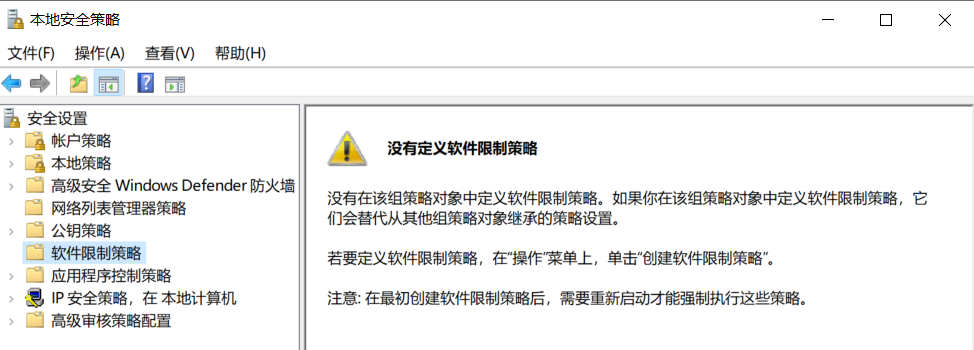 本地安全策略
文件(F) 操作(A) 查看(V) 帮助(H)
安全设置
帐户策略
本地策略
高级安全 Windows Defender 防火墙
网络列表管理器策略
公钥策略
软件限制策略
应用程序控制策略
IP 安全策略，在 本地计算机
高级审核策略配置
没有定义软件限制策略
没有在该组策略对象中定义软件限制策略。如果你在该组策略对象中定义软件限制策略，它
们会替代从其他组策略对象继承的策略设置。
若要定义软件限制策略，在“操作”菜单上，单击“创建软件限制策略”。
注意: 在最初创建软件限制策略后，需要重新启动才能强制执行这些策略。